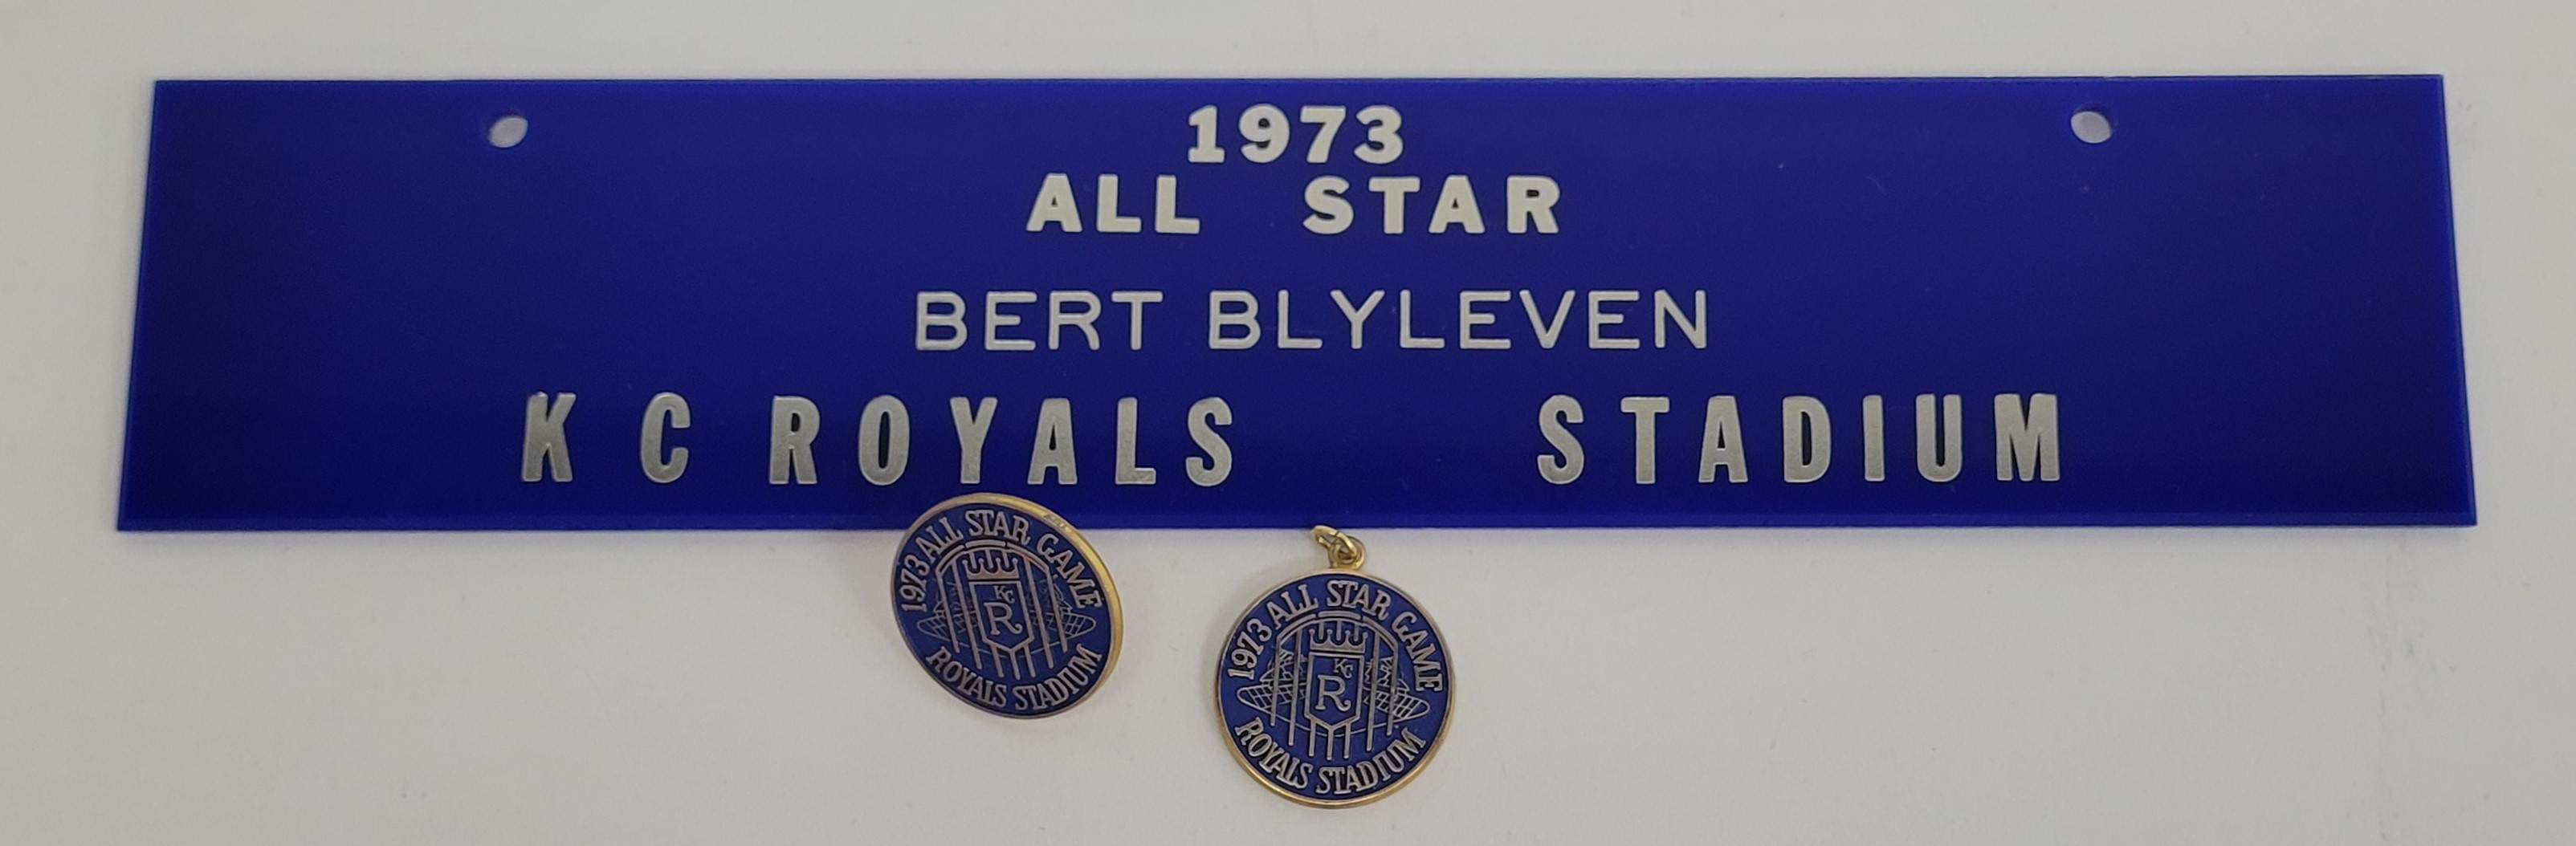 1973
ALL STAR
BERT BLYLEVEN
K C ROYALS STADIUM
1973 ALL STAR GAME
KC
R
ROYALS STADIUM
1973 ALL STAR GAME
KC
R
ROYALS STADIUM